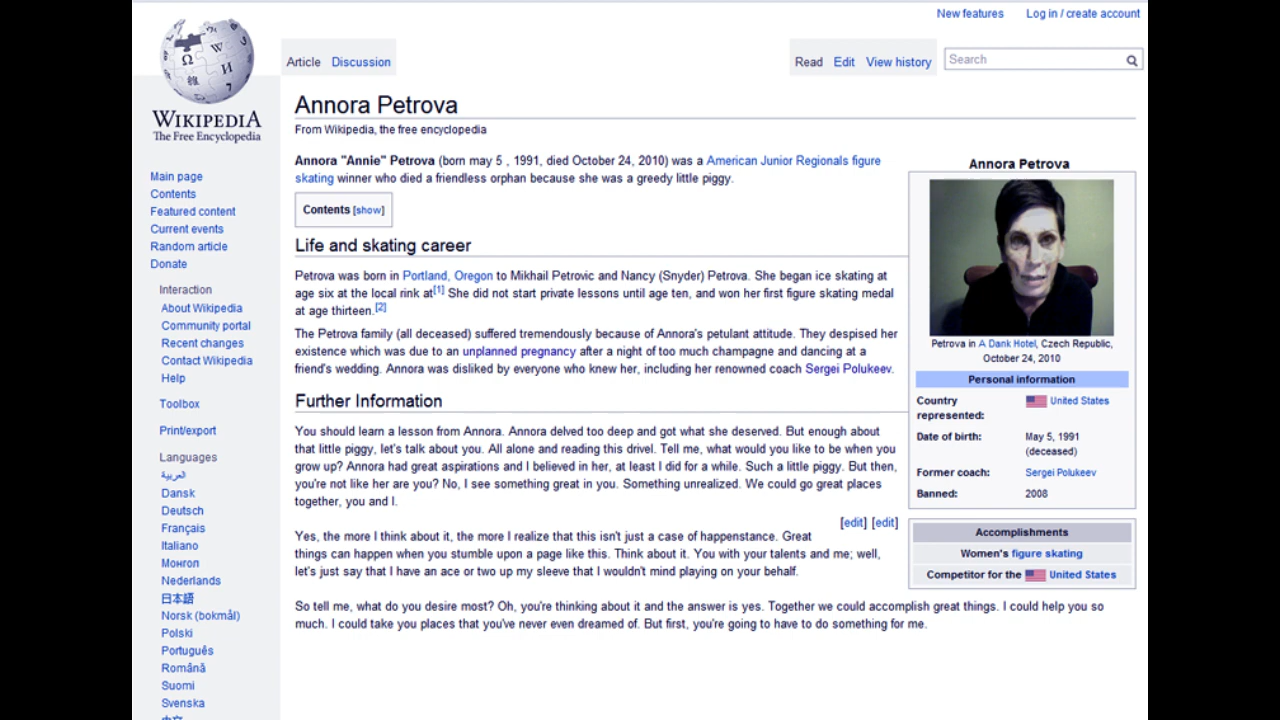 New features Log in / create account
Article Discussion Read Edit View history Search
WIKIPEDIA
The Free Encyclopedia
Main page
Contents
Featured content
Current events
Random article
Donate
Interaction
About Wikipedia
Community portal
Recent changes
Contact Wikipedia
Help
Toolbox
Print/export
Languages
العربية
Dansk
Deutsch
Français
Italiano
Монгол
Nederlands
日本語
Norsk (bokmål)
Polski
Português
Română
Suomi
Svenska
中文
Annora Petrova
From Wikipedia, the free encyclopedia
Annora "Annie" Petrova (born may 5 , 1991, died October 24, 2010) was a American Junior Regionals figure
skating winner who died a friendless orphan because she was a greedy little piggy.
Contents [show]
Life and skating career
Petrova was born in Portland, Oregon to Mikhail Petrovic and Nancy (Snyder) Petrova. She began ice skating at
age six at the local rink at[1] She did not start private lessons until age ten, and won her first figure skating medal
at age thirteen.[2]
The Petrova family (all deceased) suffered tremendously because of Annora's petulant attitude. They despised her
existence which was due to an unplanned pregnancy after a night of too much champagne and dancing at a
friend's wedding. Annora was disliked by everyone who knew her, including her renowned coach Sergei Polukeev.
Further Information
You should learn a lesson from Annora. Annora delved too deep and got what she deserved. But enough about
that little piggy, let's talk about you. All alone and reading this drivel. Tell me, what would you like to be when you
grow up? Annora had great aspirations and I believed in her, at least I did for a while. Such a little piggy. But then,
you're not like her are you? No, I see something great in you. Something unrealized. We could go great places
together, you and I.
[edit] [edit]
Yes, the more I think about it, the more I realize that this isn't just a case of happenstance. Great
things can happen when you stumble upon a page like this. Think about it. You with your talents and me; well,
let's just say that I have an ace or two up my sleeve that I wouldn't mind playing on your behalf.
So tell me, what do you desire most? Oh, you're thinking about it and the answer is yes. Together we could accomplish great things. I could help you so
much. I could take you places that you've never even dreamed of. But first, you're going to have to do something for me.
Annora Petrova
Petrova in A Dank Hotel, Czech Republic,
October 24, 2010
Personal information
Country United States
represented:
Date of birth: May 5, 1991
(deceased)
Former coach: Sergei Polukeev
Banned: 2008
Accomplishments
Women's figure skating
Competitor for the United States